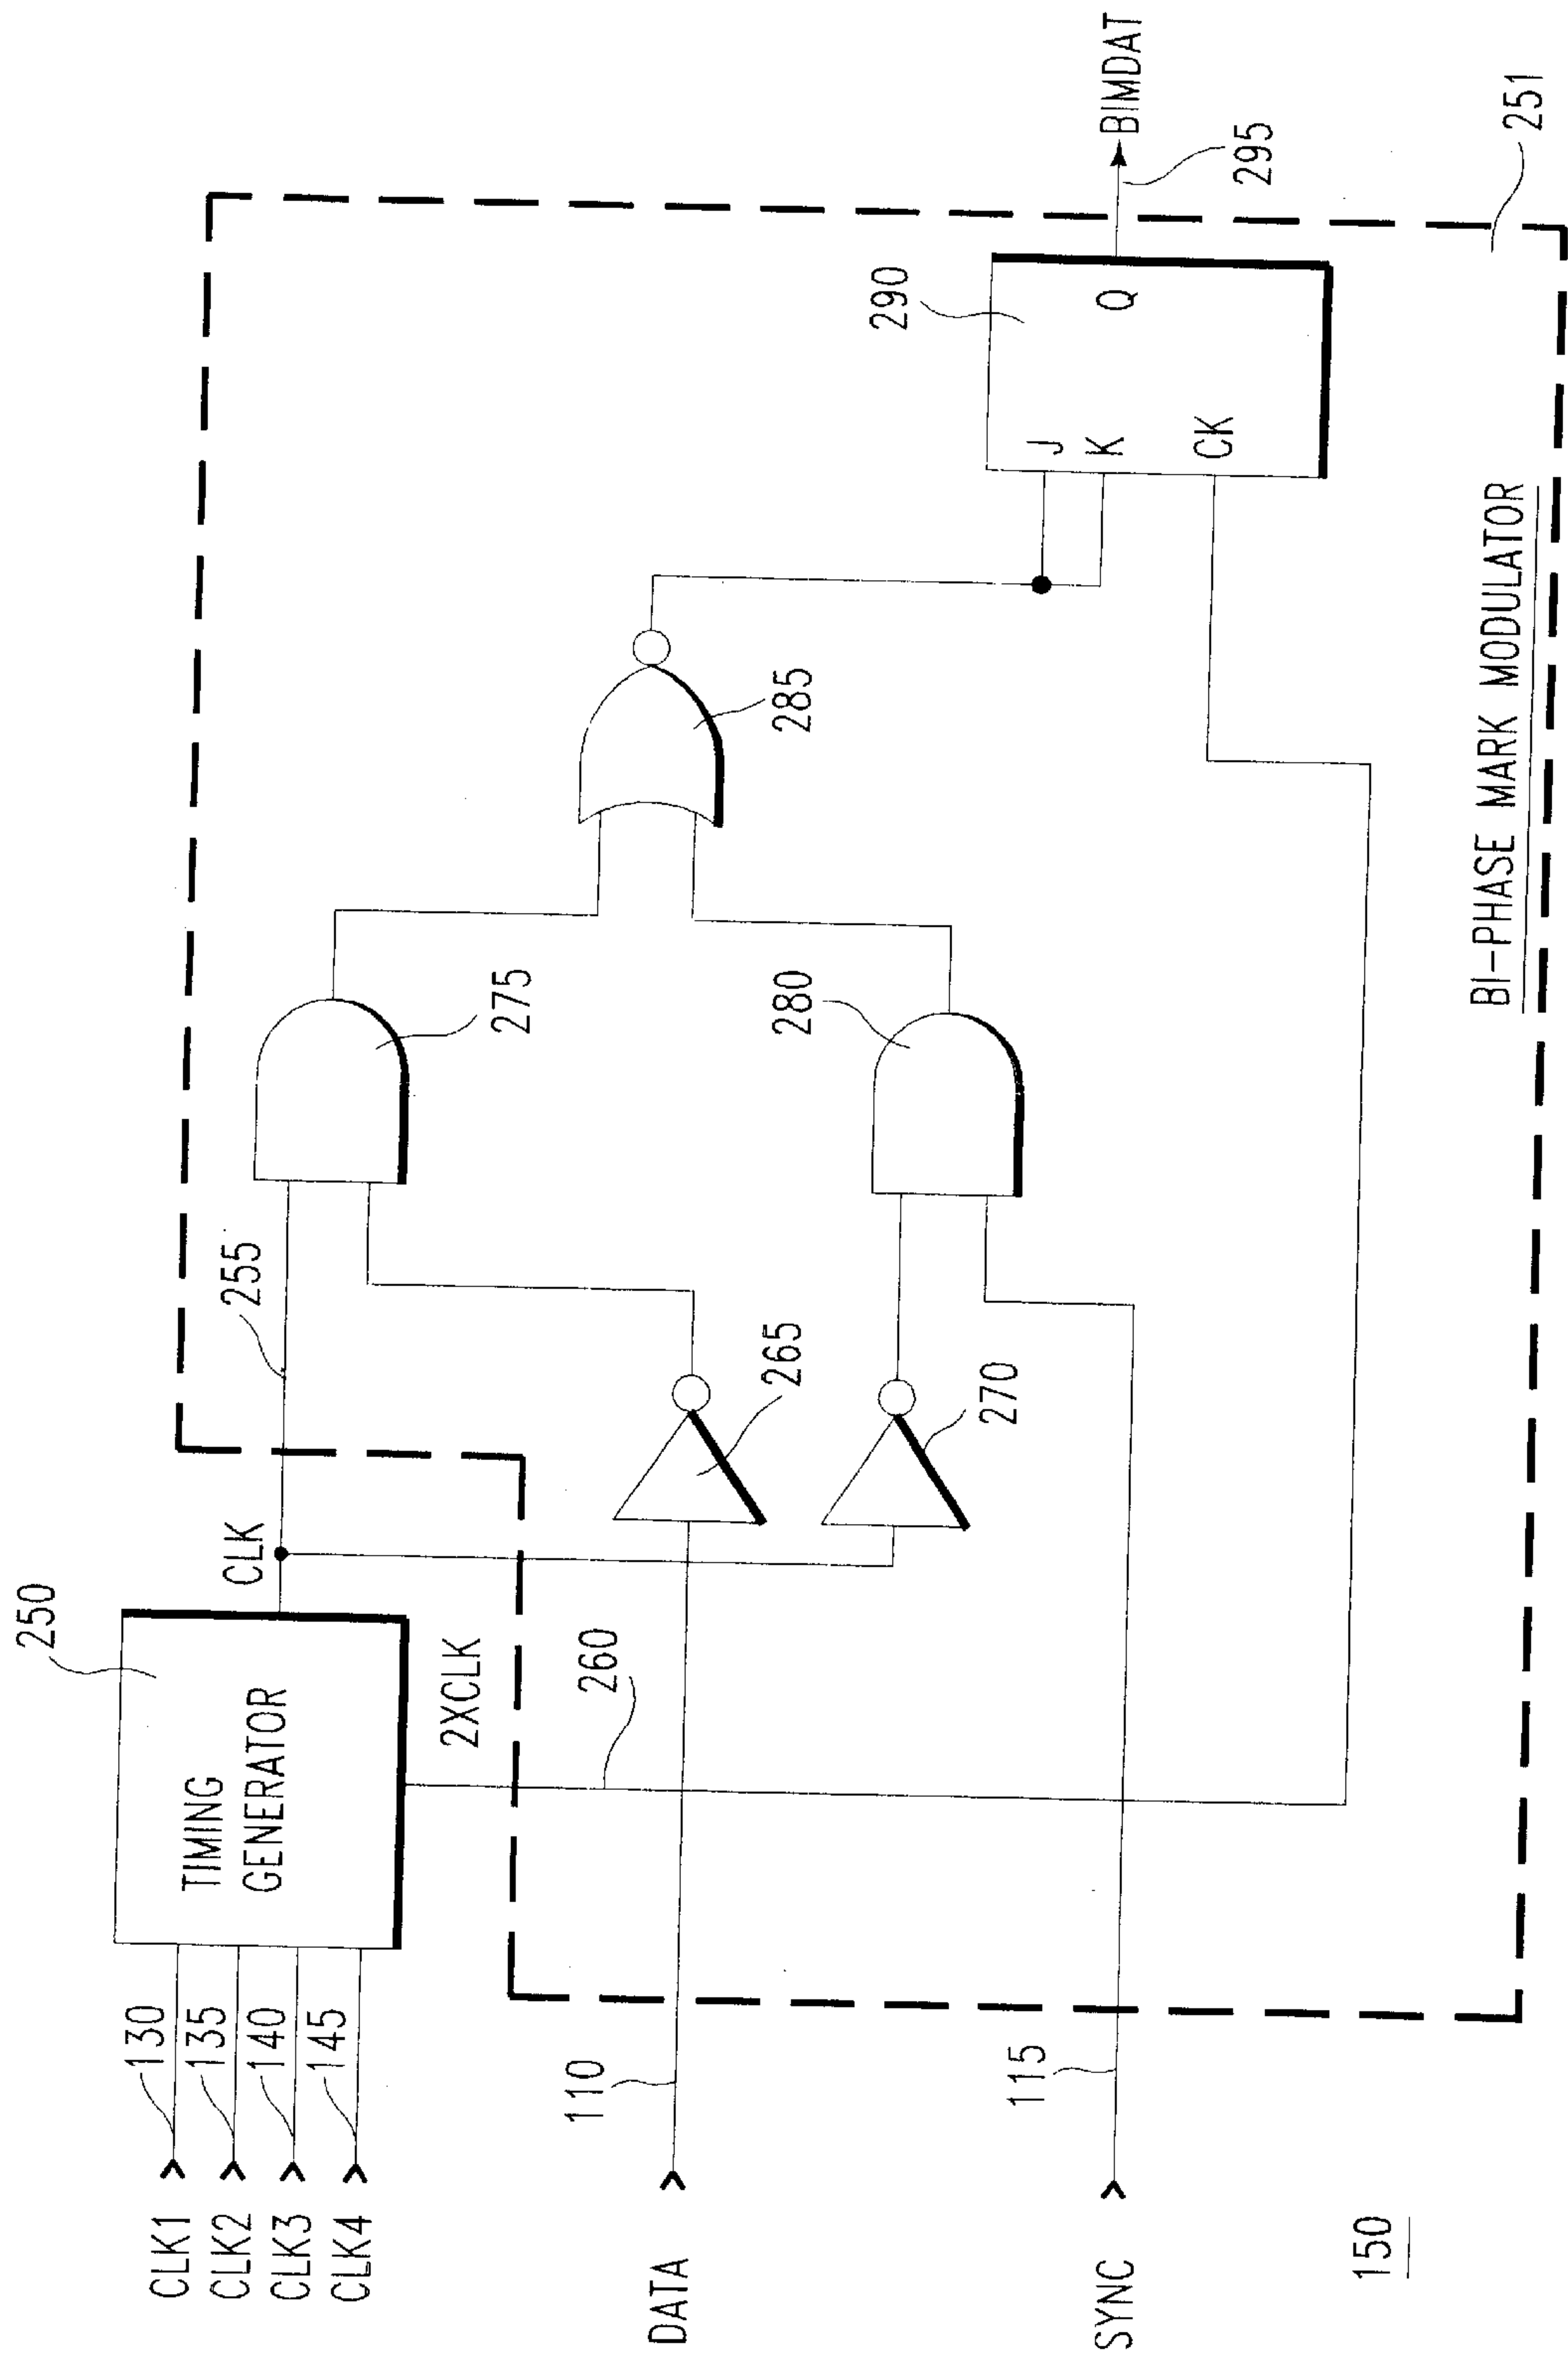 250
TIMING
GENERATOR
CLK
2XCLK
CLK1
130
CLK2
135
CLK3
140
CLK4
145
255
260
DATA
110
265
270
275
280
285
SYNC
115
290
J
K
CK
Q
BIMDAT
295
251
BI-PHASE MARK MODULATOR
150